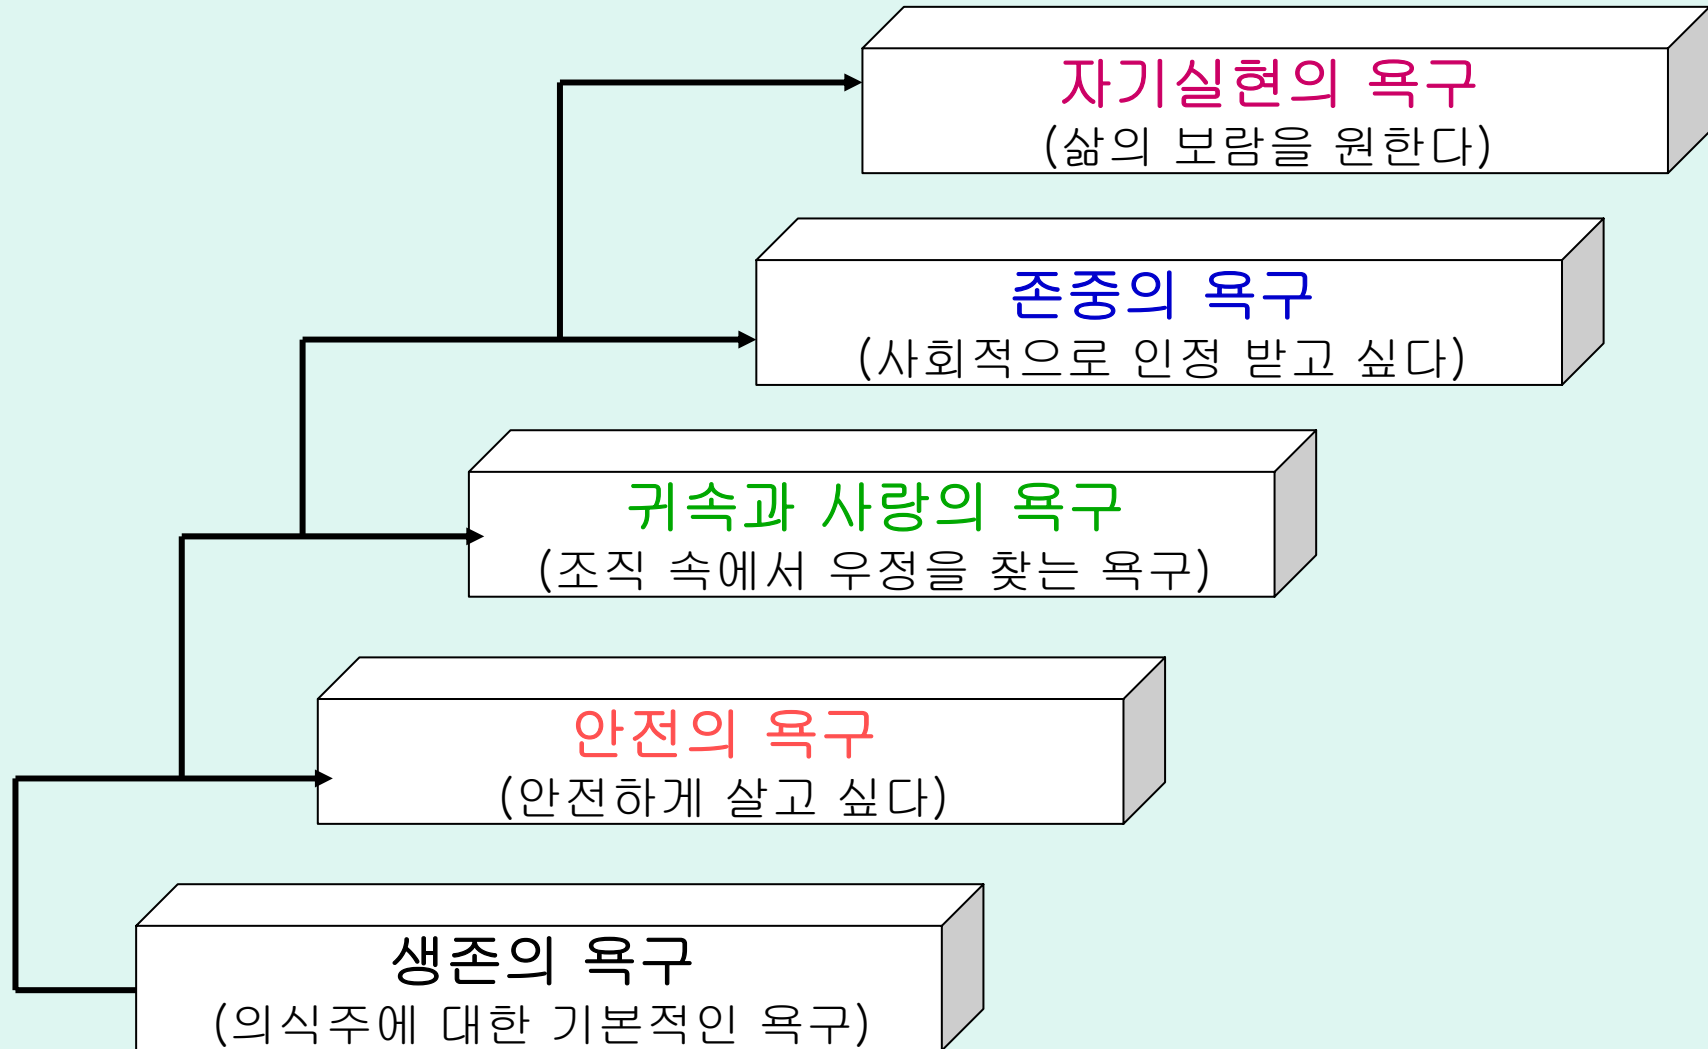 자기실현의 욕구
(삶의 보람을 원한다)
존중의 욕구
(사회적으로 인정 받고 싶다)
귀속과 사랑의 욕구
(조직 속에서 우정을 찾는 욕구)
안전의 욕구
(안전하게 살고 싶다)
생존의 욕구
(의식주에 대한 기본적인 욕구)